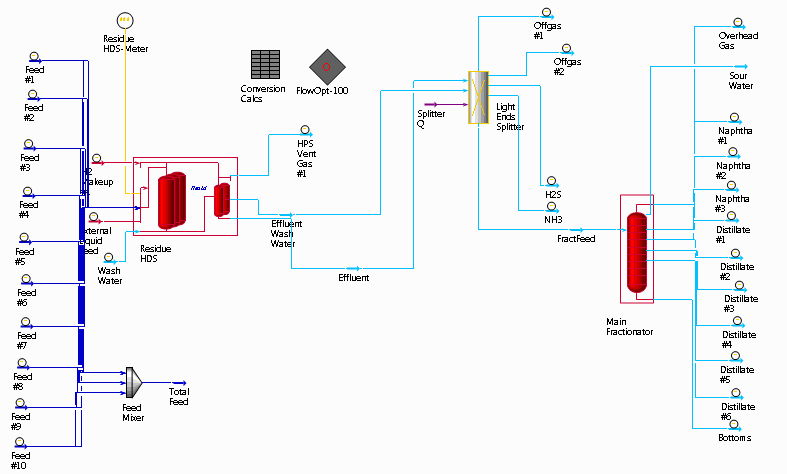 Residue
HDS-Meter
Conversion
Calcs
FlowOpt-100
Feed
#1
Feed
#2
Feed
#3
Feed
#4
Feed
#5
Feed
#6
Feed
#7
Feed
#8
Feed
#9
Feed
#10
H2
Makeup
External
Liquid
Feed
Wash
Water
Residue
HDS
HPS
Vent
Gas
#1
Effluent
Wash
Water
Effluent
Feed
Mixer
Total
Feed
Splitter
Q
Light
Ends
Splitter
Offgas
#1
Offgas
#2
H2S
NH3
FractFeed
Main
Fractionator
Overhead
Gas
Sour
Water
Naphtha
#1
Naphtha
#2
Naphtha
#3
Distillate
#1
Distillate
#2
Distillate
#3
Distillate
#4
Distillate
#5
Distillate
#6
Bottoms